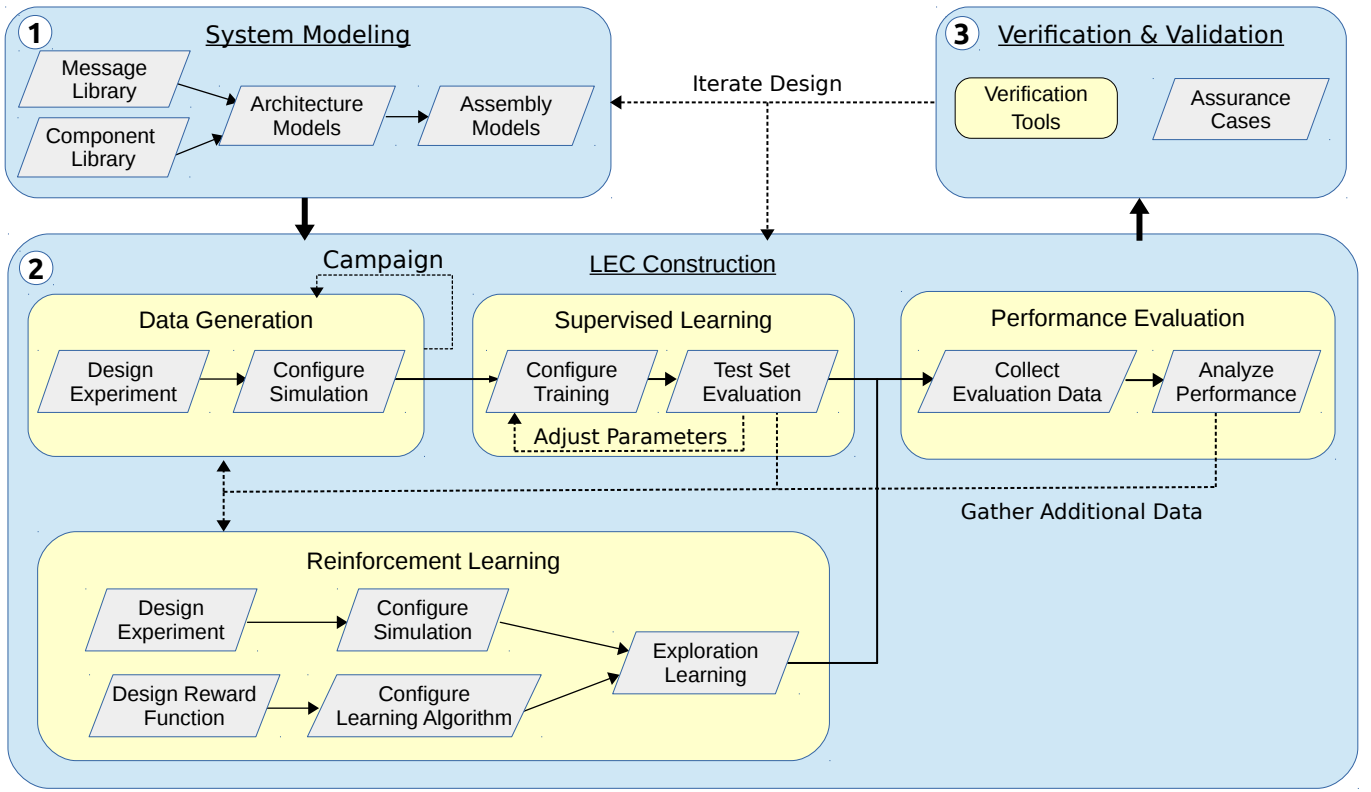 1
System Modeling
Message
Library
Component
Library
Architecture
Models
Assembly
Models
Iterate Design
3
Verification & Validation
Verification
Tools
Assurance
Cases
2
LEC Construction
Campaign
Data Generation
Design
Experiment
Configure
Simulation
Supervised Learning
Configure
Training
Test Set
Evaluation
Adjust Parameters
Performance Evaluation
Collect
Evaluation Data
Analyze
Performance
Gather Additional Data
Reinforcement Learning
Design
Experiment
Configure
Simulation
Design Reward
Function
Configure
Learning Algorithm
Exploration
Learning